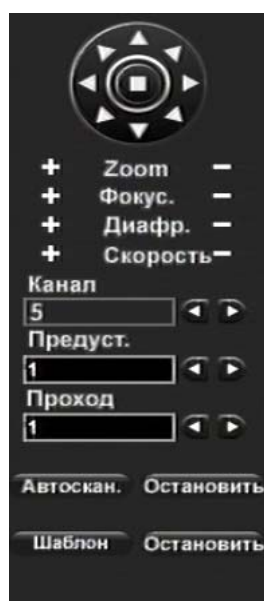 + Zoom −
+ Фокус. −
+ Диафр. −
+ Скорость −
Канал
5
Предуст.
1
Проход
1
Автоскан. Остановить
Шаблон Остановить